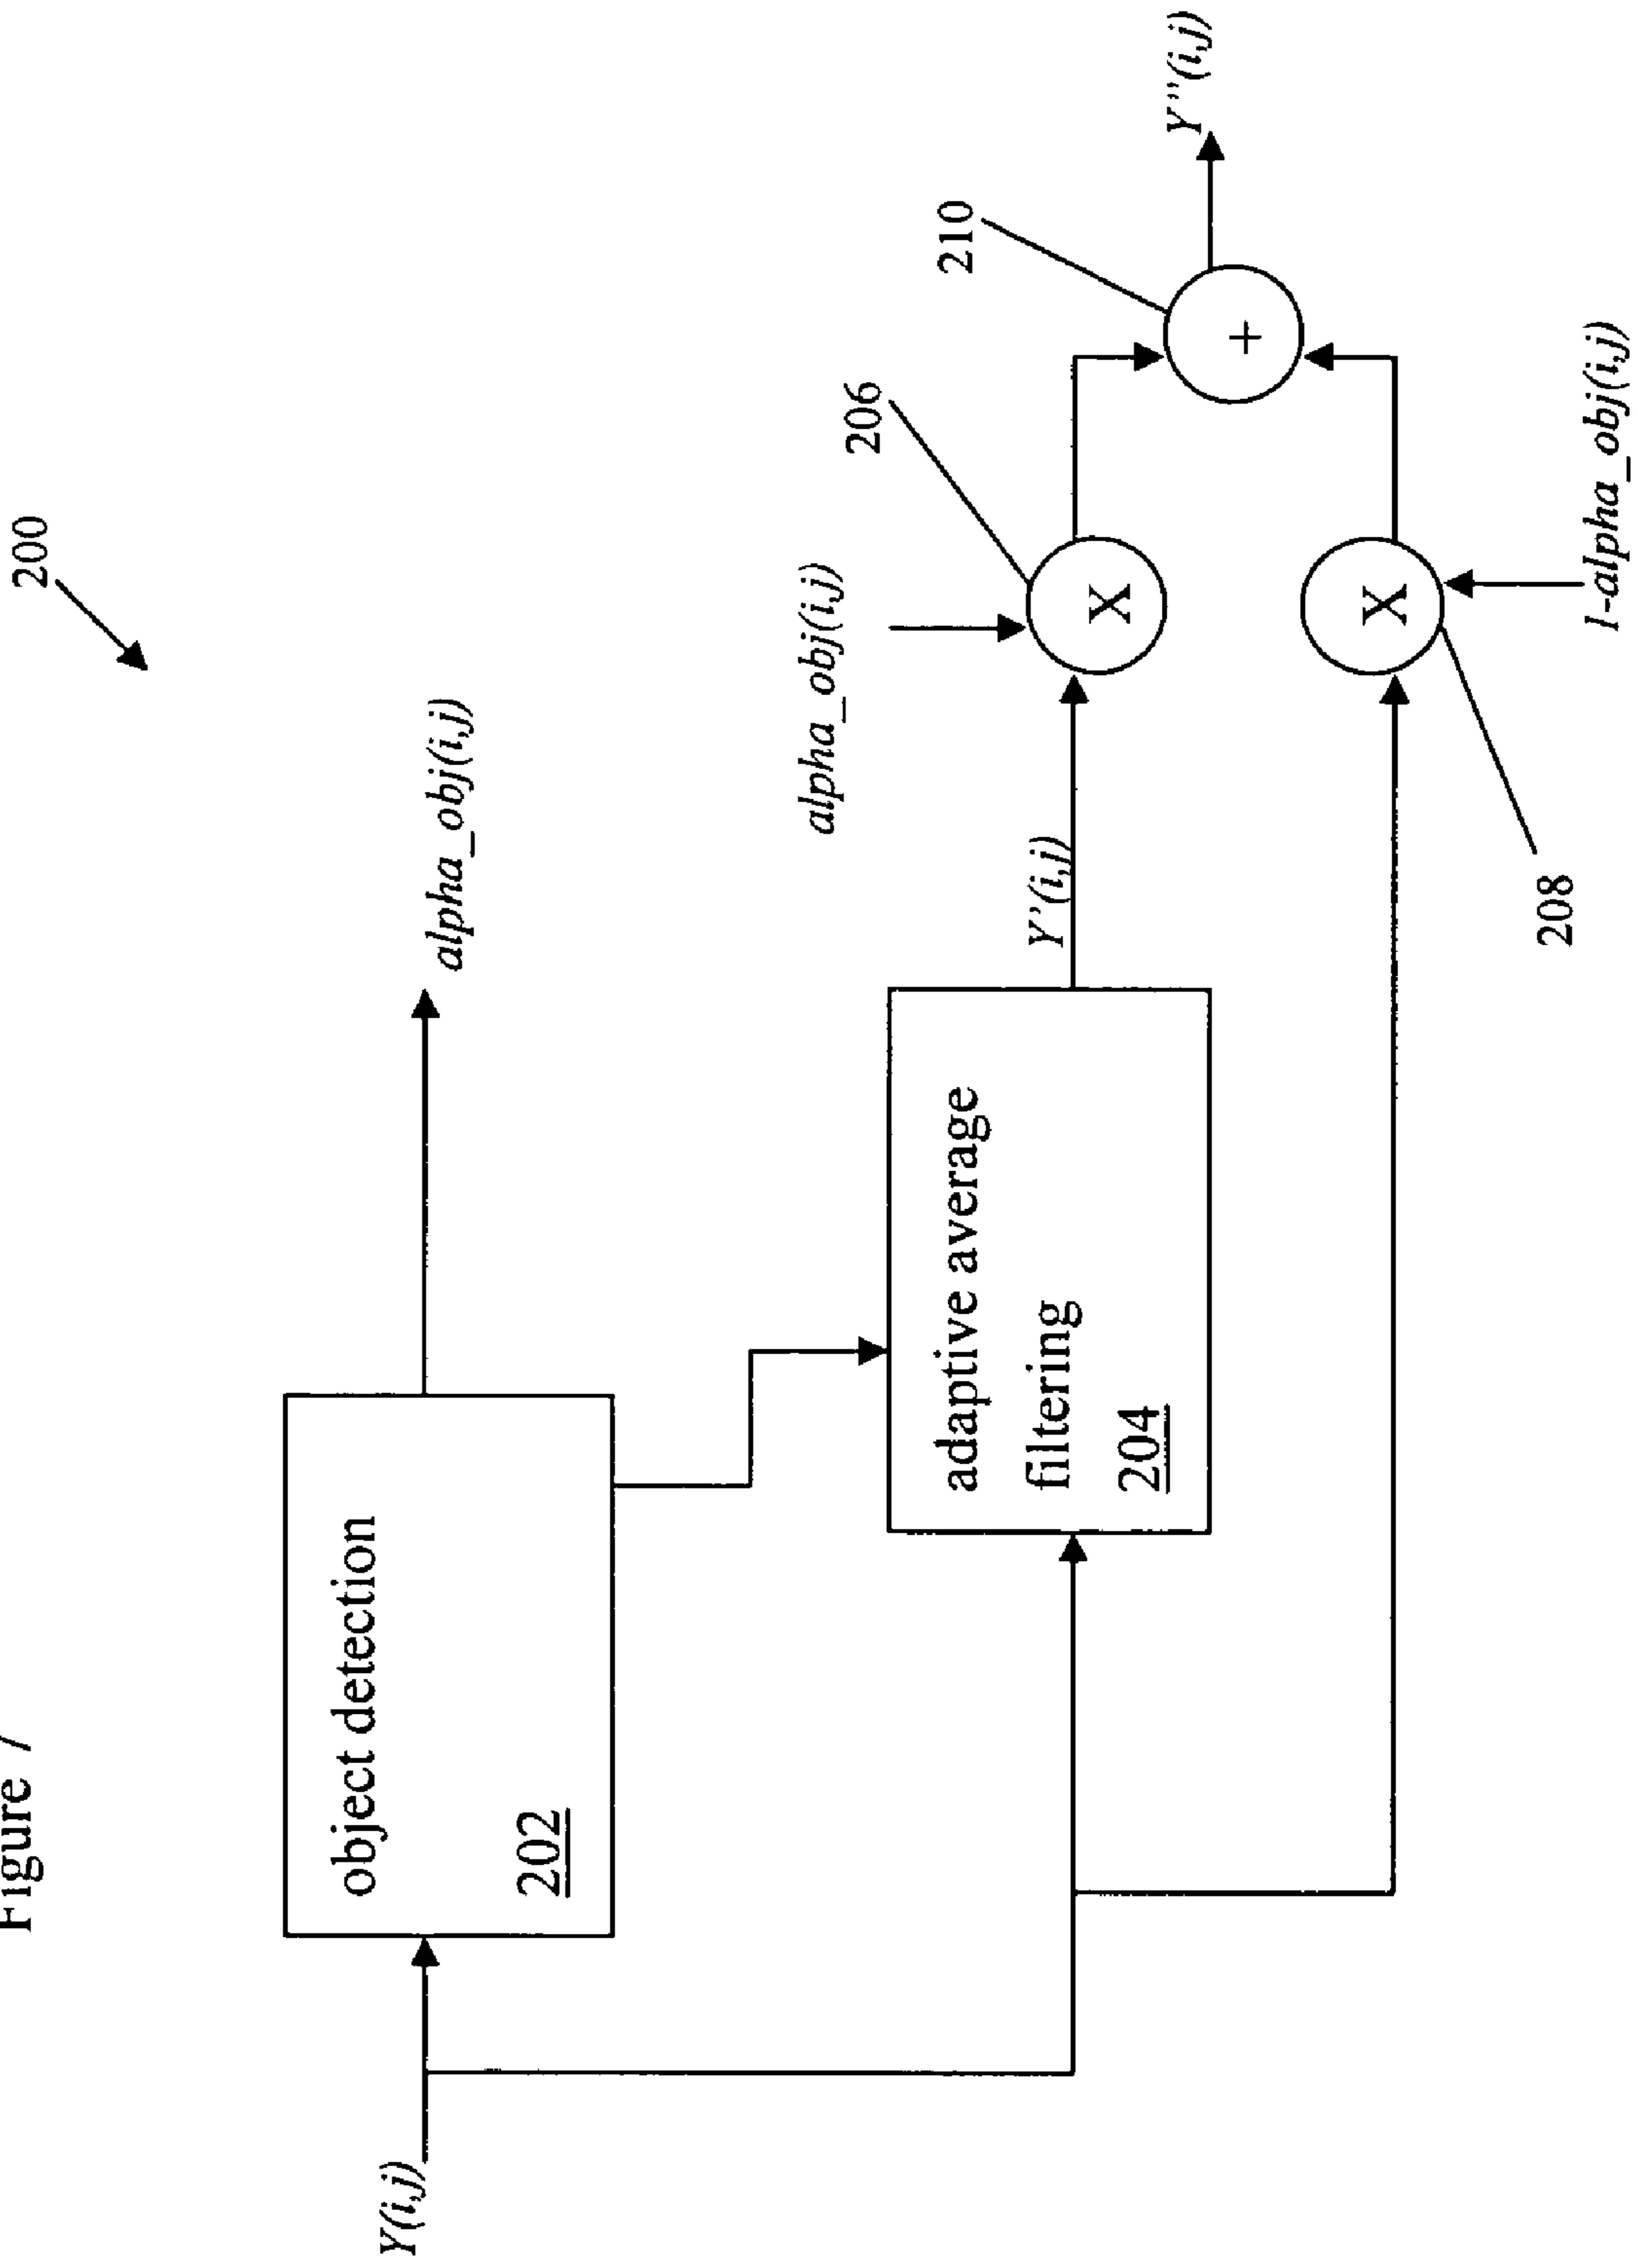 Figure 7
200
Y(i,j)
object detection
202
alpha_obj(i,j)
adaptive average
filtering
204
Y'(i,j)
alpha_obj(i,j)
206
X
208
X
1-alpha_obj(i,j)
210
+
Y''(i,j)